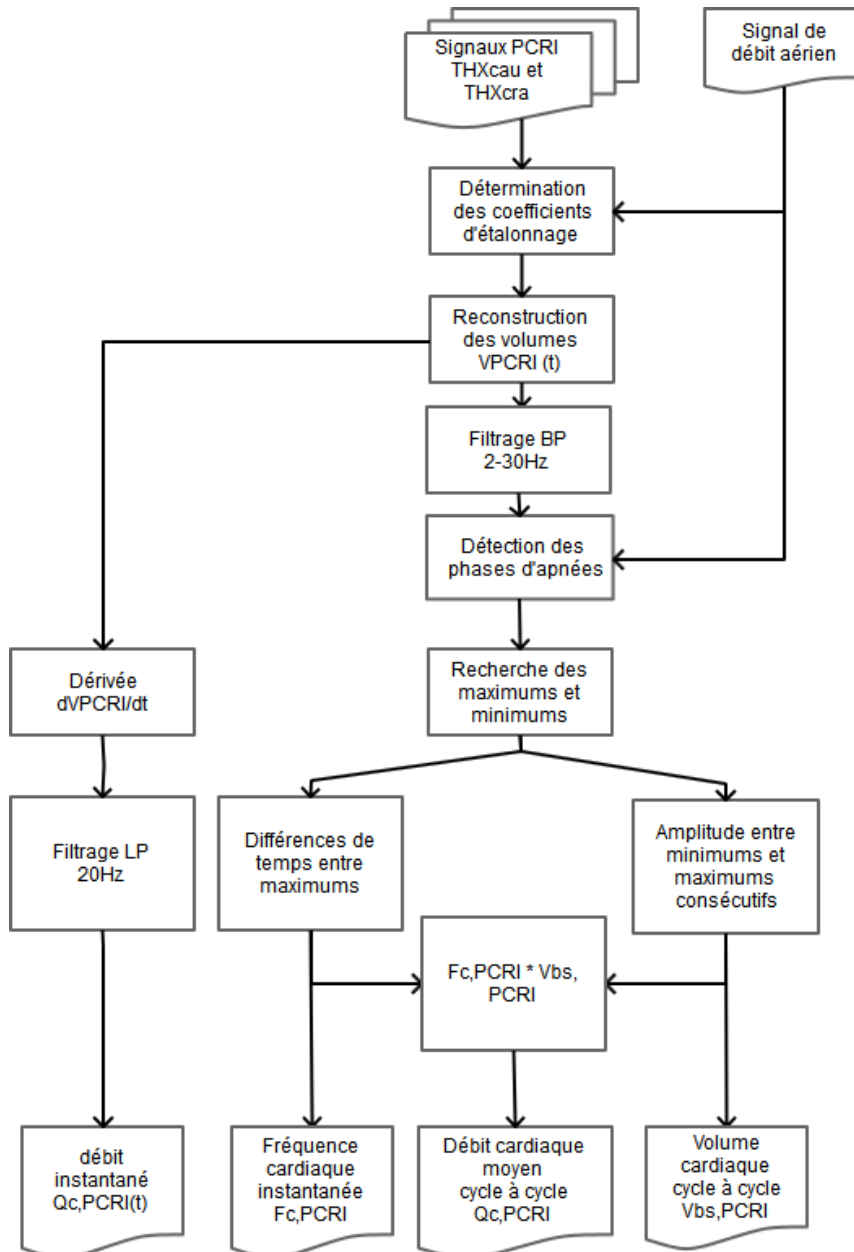 Signaux PCRI
THXcau et
THXcra
Signal de
débit aérien
Détermination
des coefficients
d'étalonnage
Reconstruction
des volumes
VPCRI (t)
Filtrage BP
2-30Hz
Détection des
phases d'apnées
Dérivée
dVPCRI/dt
Recherche des
maximums et
minimums
Filtrage LP
20Hz
Différences de
temps entre
maximums
Amplitude entre
minimums et
maximums
consécutifs
Fc,PCRI * Vbs,
PCRI
débit
instantané
Qc,PCRI(t)
Fréquence
cardiaque
instantanée
Fc,PCRI
Débit cardiaque
moyen
cycle à cycle
Qc,PCRI
Volume
cardiaque
cycle à cycle
Vbs,PCRI